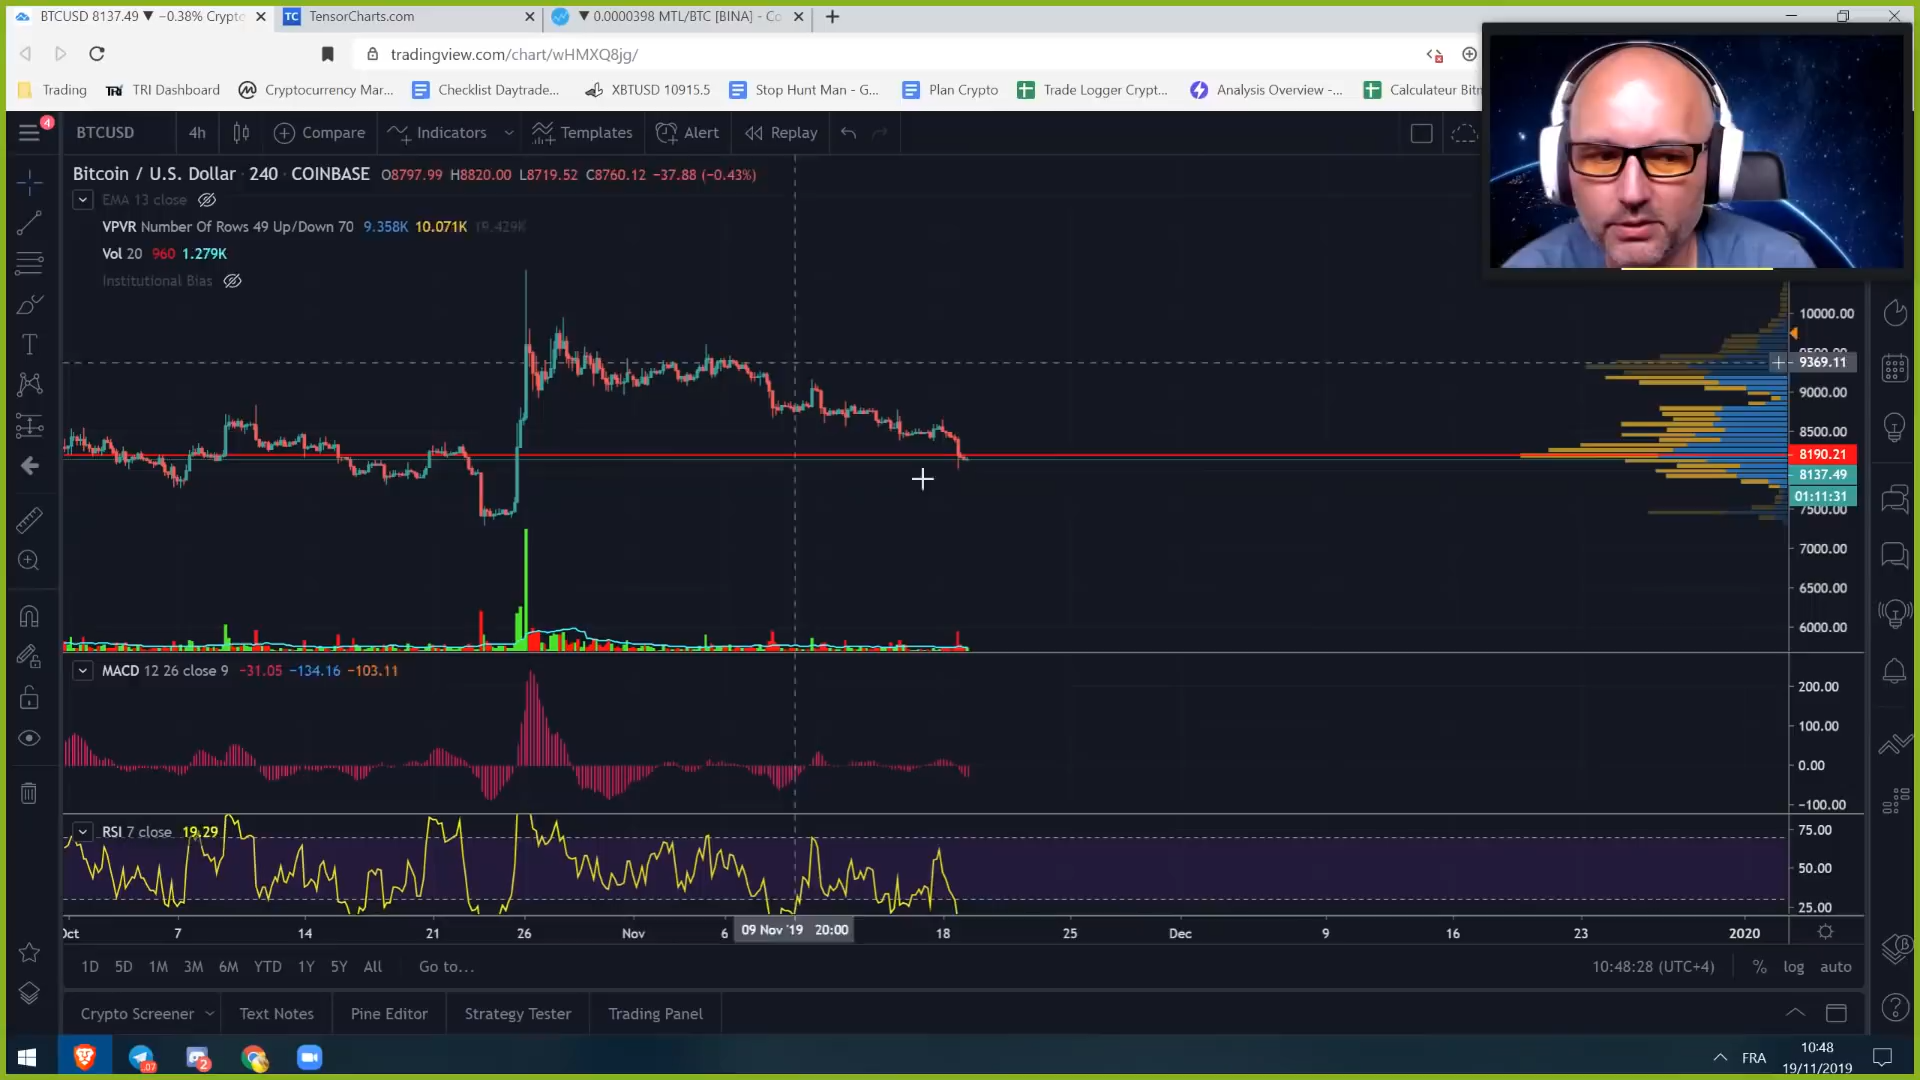 BTCUSD 8137.49 ▼ −0.38% Crypto
TensorCharts.com
▼ 0.0000398 MTL/BTC [BINA] - Co
tradingview.com/chart/wHMXQ8jg/
Trading
TRI Dashboard
Cryptocurrency Mar...
Checklist Daytrade...
XBTUSD 10915.5
Stop Hunt Man - G...
Plan Crypto
Trade Logger Crypt...
Analysis Overview -...
Calculateur Bitm
4
BTCUSD
4h
Compare
Indicators
Templates
Alert
Replay
Bitcoin / U.S. Dollar 240 COINBASE O8797.99 H8820.00 L8719.52 C8760.12 −37.88 (−0.43%)
EMA 13 close
VPVR Number Of Rows 49 Up/Down 70 9.358K 10.071K 19.429K
Vol 20 960 1.279K
Institutional Bias
10000.00
9369.11
9000.00
8500.00
8190.21
8137.49
01:11:31
7500.00
7000.00
6500.00
6000.00
MACD 12 26 close 9 −31.05 −134.16 −103.11
200.00
100.00
0.00
−100.00
RSI 7 close 19.29
75.00
50.00
25.00
Oct 7 14 21 26 Nov 6 09 Nov '19 20:00 18 25 Dec 9 16 23 2020
1D 5D 1M 3M 6M YTD 1Y 5Y All Go to...
10:48:28 (UTC+4) % log auto
Crypto Screener
Text Notes
Pine Editor
Strategy Tester
Trading Panel
2
FRA
10:48
19/11/2019